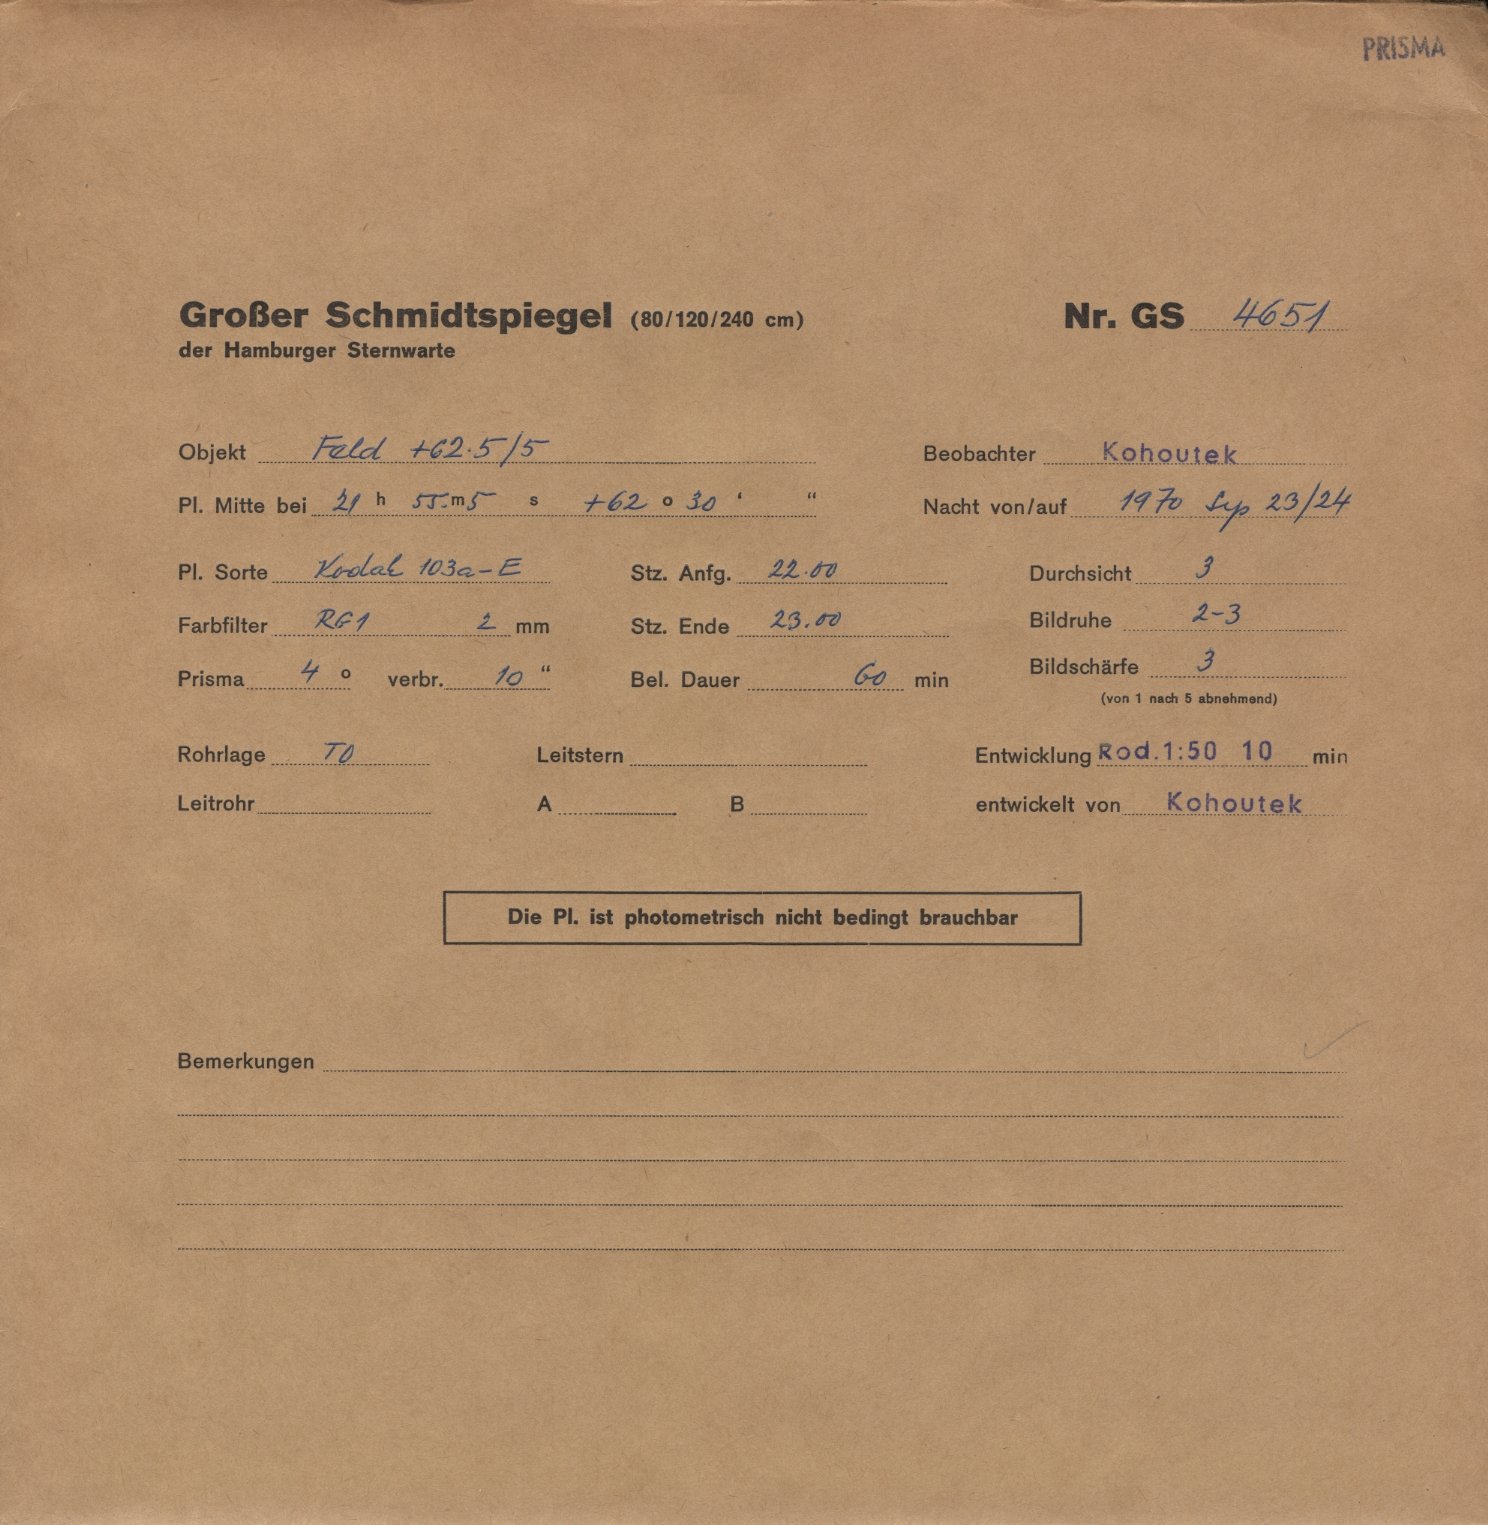 PRISMA
Großer Schmidtspiegel (80/120/240 cm) Nr. GS 4651
der Hamburger Sternwarte
Objekt Feld +62.5/5 Beobachter Kohoutek
Pl. Mitte bei 21 h 55.m5 s +62 o 30 ‘ “ Nacht von/auf 1970 Sep 23/24
Pl. Sorte Kodak 103a-E Stz. Anfg. 22.00 Durchsicht 3
Farbfilter RG1 2 mm Stz. Ende 23.00 Bildruhe 2-3
Prisma 4 o verbr. 10 “ Bel. Dauer 60 min Bildschärfe 3
(von 1 nach 5 abnehmend)
Rohrlage TO Leitstern Entwicklung Rod.1:50 10 min
Leitrohr A B entwickelt von Kohoutek
Die Pl. ist photometrisch nicht bedingt brauchbar
Bemerkungen